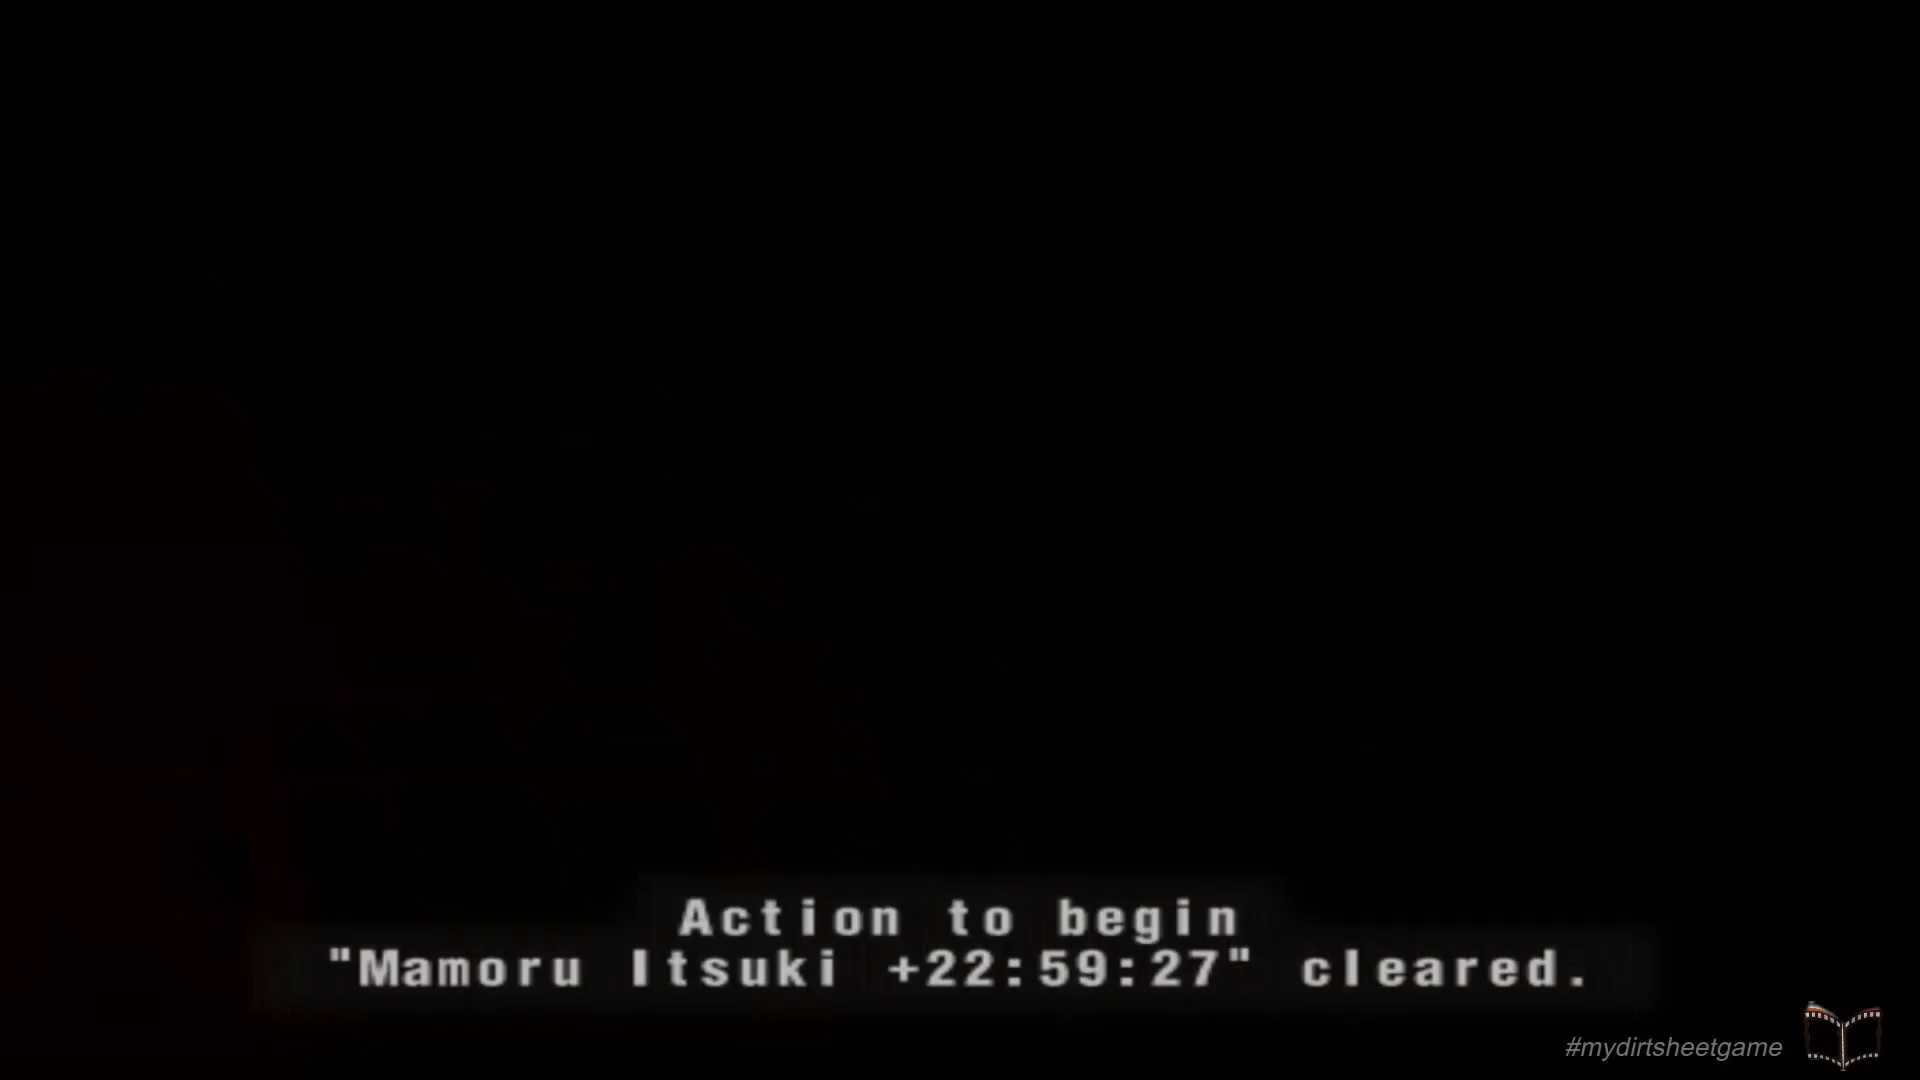 Action to begin
"Mamoru Itsuki +22:59:27" cleared.
#mydirtsheetgame